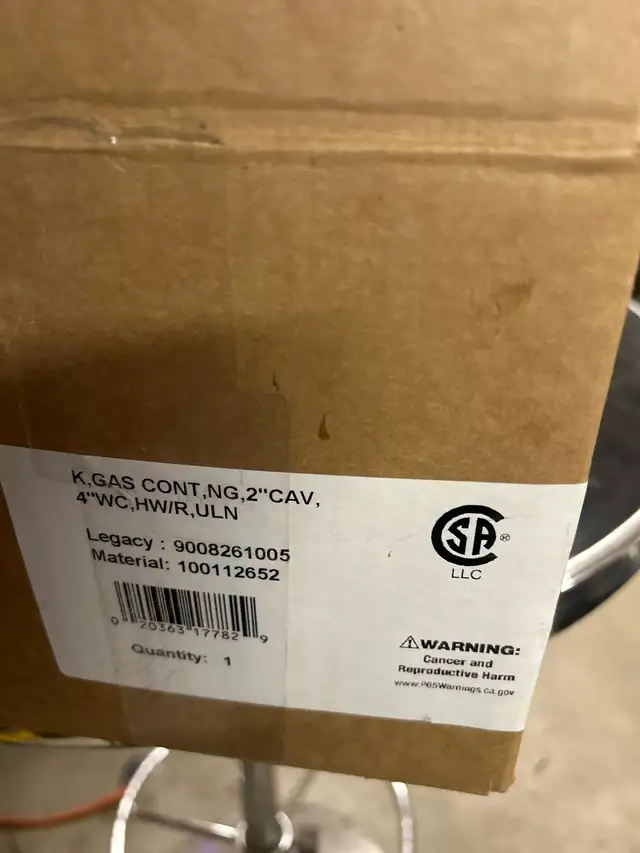 K,GAS CONT,NG,2"CAV,
4"WC,HW/R,ULN
Legacy : 9008261005
Material: 100112652
0 20363 17782 9
Quantity: 1
SA®
LLC
⚠WARNING:
Cancer and
Reproductive Harm
www.P65Warnings.ca.gov